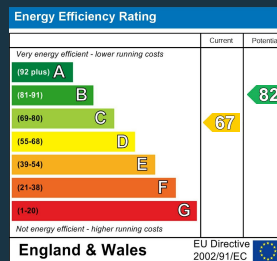 Energy Efficiency Rating
Current Potentia
Very energy efficient - lower running costs
(92 plus) A
(81-91) B
82
(69-80) C
67
(55-68) D
(39-54) E
(21-38) F
(1-20) G
Not energy efficient - higher running costs
England & Wales
EU Directive
2002/91/EC